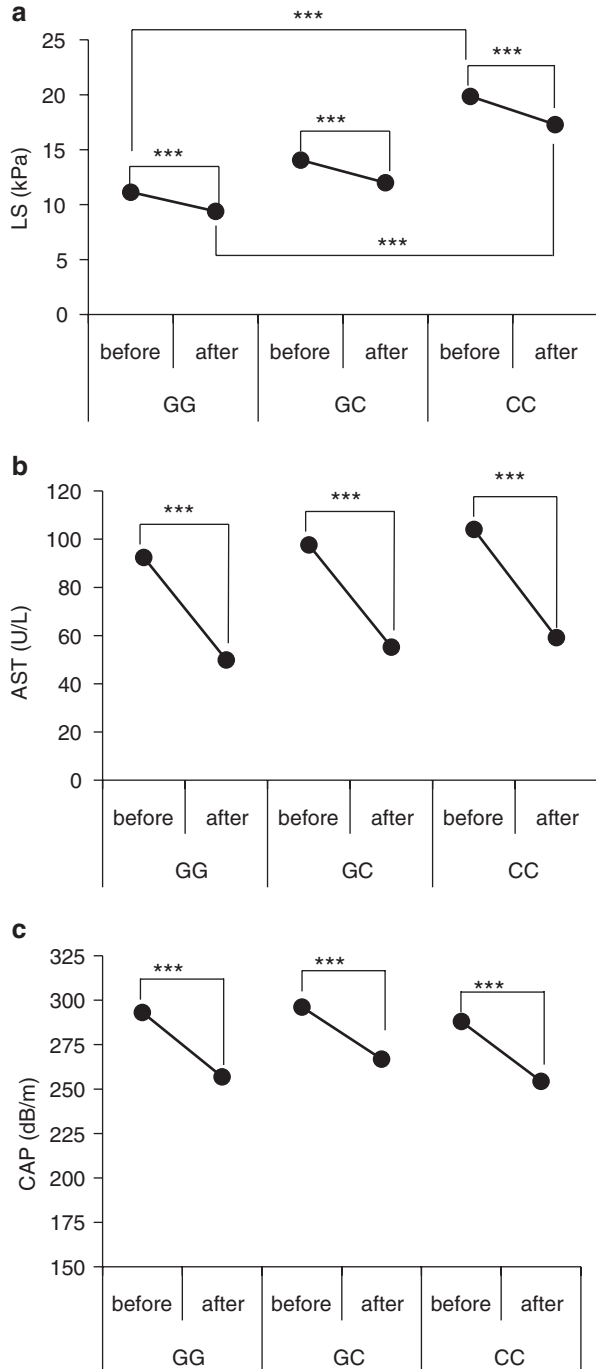 a
***
***
25
20
***
***
15
10
***
5
0
LS (kPa)
before after before after before after
GG GC CC
b
120
***
***
***
100
80
60
40
20
0
AST (U/L)
before after before after before after
GG GC CC
c
325
***
***
***
300
275
250
225
200
175
150
CAP (dB/m)
before after before after before after
GG GC CC